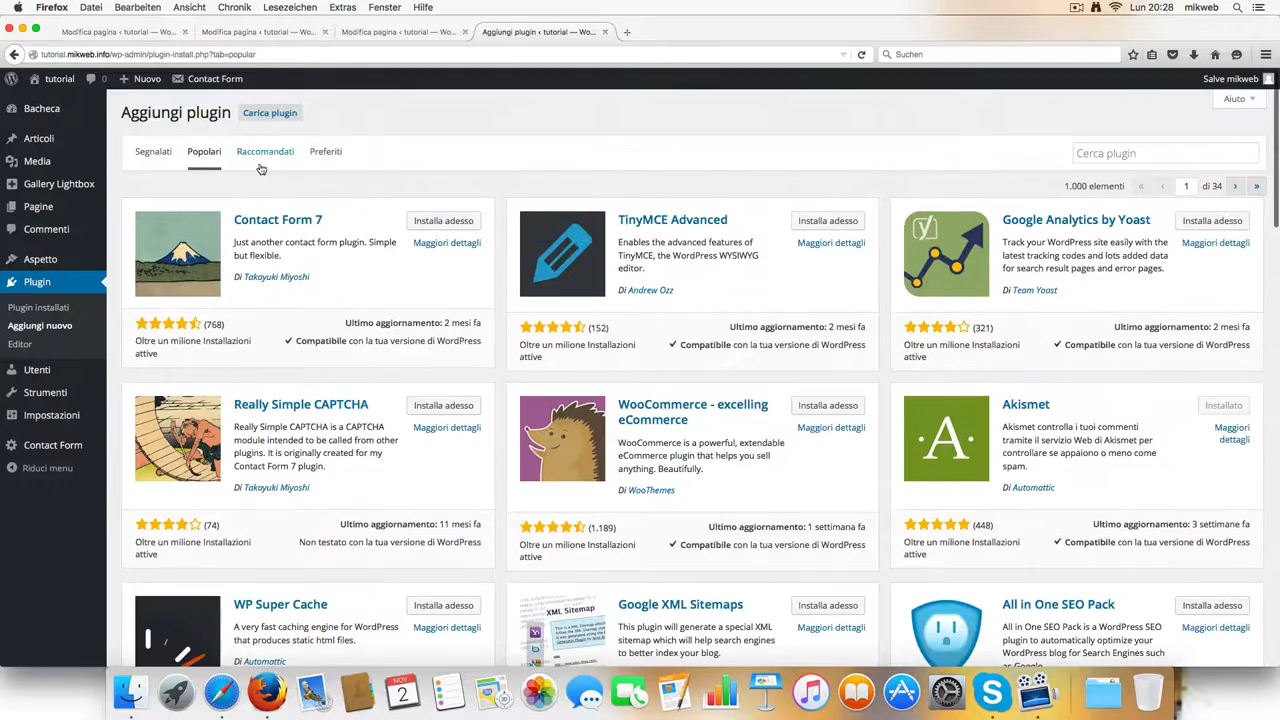 Firefox Datei Bearbeiten Ansicht Chronik Lesezeichen Extras Fenster Hilfe Lun 20:28 mikweb
Modifica pagina ‹ tutorial — Wo... Modifica pagina ‹ tutorial — Wo... Modifica pagina ‹ tutorial — Wo... Aggiungi plugin ‹ tutorial — Wo...
tutorial.mikweb.info/wp-admin/plugin-install.php?tab=popular Suchen
tutorial 0 Nuovo Contact Form Salve mikweb
Aiuto
Bacheca
Articoli
Media
Gallery Lightbox
Pagine
Commenti
Aspetto
Plugin
Plugin installati
Aggiungi nuovo
Editor
Utenti
Strumenti
Impostazioni
Contact Form
Riduci menu
Aggiungi plugin Carica plugin
Segnalati Popolari Raccomandati Preferiti Cerca plugin
1.000 elementi « ‹ 1 di 34 › »
Contact Form 7
Installa adesso
Maggiori dettagli
Just another contact form plugin. Simple
but flexible.
Di Takayuki Miyoshi
(768)
Oltre un milione Installazioni
attive
Ultimo aggiornamento: 2 mesi fa
✓ Compatibile con la tua versione di WordPress
TinyMCE Advanced
Installa adesso
Maggiori dettagli
Enables the advanced features of
TinyMCE, the WordPress WYSIWYG
editor.
Di Andrew Ozz
(152)
Oltre un milione Installazioni
attive
Ultimo aggiornamento: 2 mesi fa
✓ Compatibile con la tua versione di WordPress
Google Analytics by Yoast
Installa adesso
Maggiori dettagli
Track your WordPress site easily with the
latest tracking codes and lots added data
for search result pages and error pages.
Di Team Yoast
(321)
Oltre un milione Installazioni
attive
Ultimo aggiornamento: 2 mesi fa
✓ Compatibile con la tua versione di WordPress
Really Simple CAPTCHA
Installa adesso
Maggiori dettagli
Really Simple CAPTCHA is a CAPTCHA
module intended to be called from other
plugins. It is originally created for my
Contact Form 7 plugin.
Di Takayuki Miyoshi
(74)
Oltre un milione Installazioni
attive
Ultimo aggiornamento: 11 mesi fa
Non testato con la tua versione di WordPress
WooCommerce - excelling
eCommerce
Installa adesso
Maggiori dettagli
WooCommerce is a powerful, extendable
eCommerce plugin that helps you sell
anything. Beautifully.
Di WooThemes
(1.189)
Oltre un milione Installazioni
attive
Ultimo aggiornamento: 1 settimana fa
✓ Compatibile con la tua versione di WordPress
·A·
Akismet
Installato
Maggiori
dettagli
Akismet controlla i tuoi commenti
tramite il servizio Web di Akismet per
controllare se appaiono o meno come
spam.
Di Automattic
(448)
Oltre un milione Installazioni
attive
Ultimo aggiornamento: 3 settimane fa
✓ Compatibile con la tua versione di WordPress
WP Super Cache
Installa adesso
Maggiori dettagli
A very fast caching engine for WordPress
that produces static html files.
Di Automattic
XML Sitemap
Google XML Sitemaps
Installa adesso
Maggiori dettagli
This plugin will generate a special XML
sitemap which will help search engines
to better index your blog.
All in One SEO Pack
Installa adesso
Maggiori dettagli
All in One SEO Pack is a WordPress SEO
plugin to automatically optimize your
WordPress blog for Search Engines such
as Google.
2